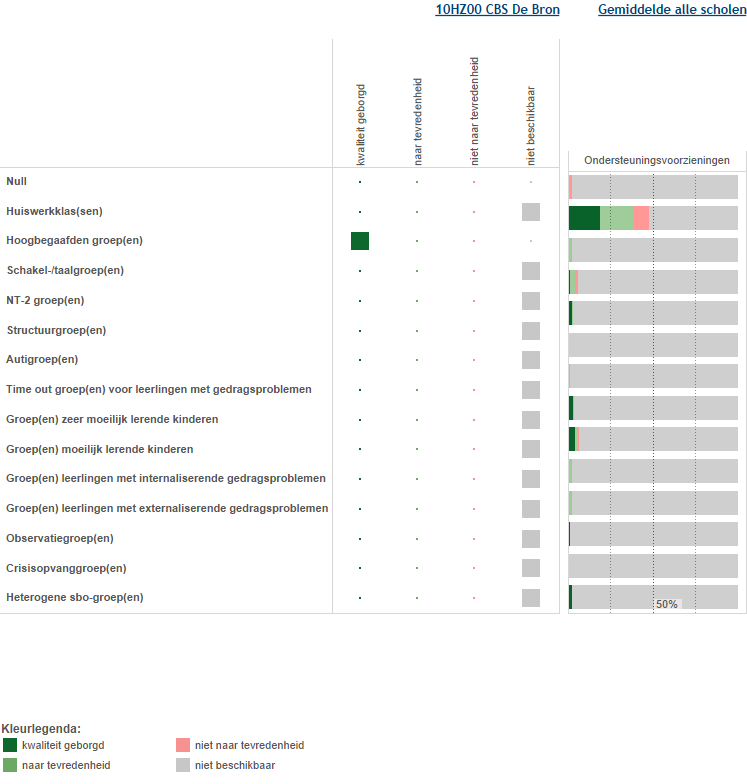 10HZ00 CBS De Bron
Gemiddelde alle scholen
kwaliteit geborgd
naar tevredenheid
niet naar tevredenheid
niet beschikbaar
Ondersteuningsvoorzieningen
Null
Huiswerkklas(sen)
Hoogbegaafden groep(en)
Schakel-/taalgroep(en)
NT-2 groep(en)
Structuurgroep(en)
Autigroep(en)
Time out groep(en) voor leerlingen met gedragsproblemen
Groep(en) zeer moeilijk lerende kinderen
Groep(en) moeilijk lerende kinderen
Groep(en) leerlingen met internaliserende gedragsproblemen
Groep(en) leerlingen met externaliserende gedragsproblemen
Observatiegroep(en)
Crisisopvanggroep(en)
Heterogene sbo-groep(en)
50%
Kleurlegenda:
kwaliteit geborgd
niet naar tevredenheid
naar tevredenheid
niet beschikbaar